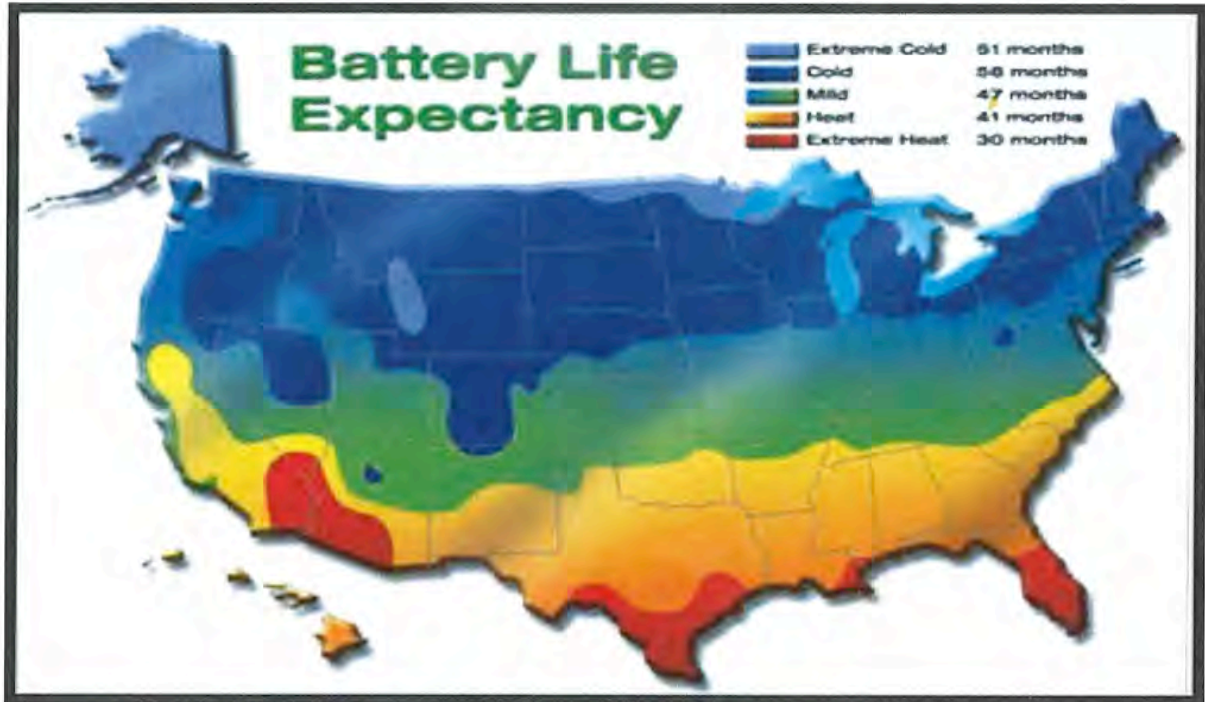 Battery Life
Expectancy
Extreme Cold 51 months
Cold 56 months
Mild 47 months
Heat 41 months
Extreme Heat 30 months